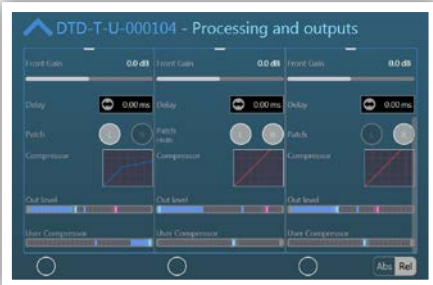 DTD-T-U-000104 - Processing and outputs
Front Gain 0.0 dB Front Gain 0.0 dB Front Gain 0.0 dB
Delay 0.00 ms Delay 0.00 ms Delay 0.00 ms
Patch L R Patch L R Patch L R
Compressor Compressor Compressor
Out level Out level Out level
User Compressor User Compressor User Compressor
Abs Rel